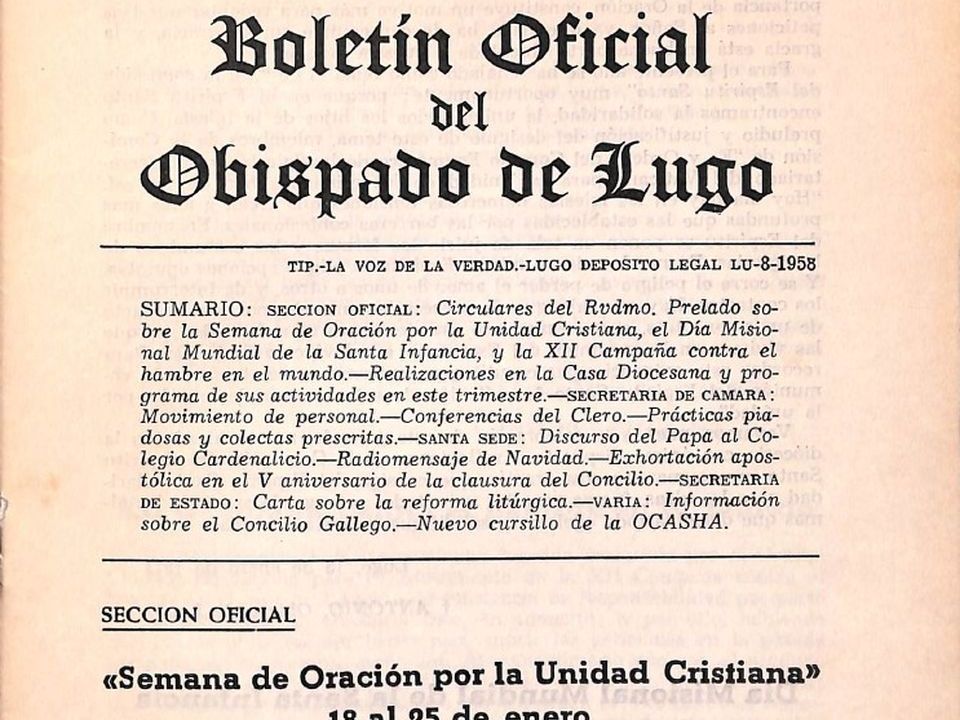 Boletín Oficial
del
Obispado de Lugo
TIP.-LA VOZ DE LA VERDAD.-LUGO DEPOSITO LEGAL LU-8-1958
SUMARIO: SECCION OFICIAL: Circulares del Rvdmo. Prelado so-
bre la Semana de Oración por la Unidad Cristiana, el Día Misio-
nal Mundial de la Santa Infancia, y la XII Campaña contra el
hambre en el mundo.—Realizaciones en la Casa Diocesana y pro-
grama de sus actividades en este trimestre.—SECRETARIA DE CAMARA:
Movimiento de personal.—Conferencias del Clero.—Prácticas pia-
dosas y colectas prescritas.—SANTA SEDE: Discurso del Papa al Co-
legio Cardenalicio.—Radiomensaje de Navidad.—Exhortación apos-
tólica en el V aniversario de la clausura del Concilio.—SECRETARIA
DE ESTADO: Carta sobre la reforma litúrgica.—VARIA: Información
sobre el Concilio Gallego.—Nuevo cursillo de la OCASHA.
SECCION OFICIAL
«Semana de Oración por la Unidad Cristiana»
18 al 25 de enero